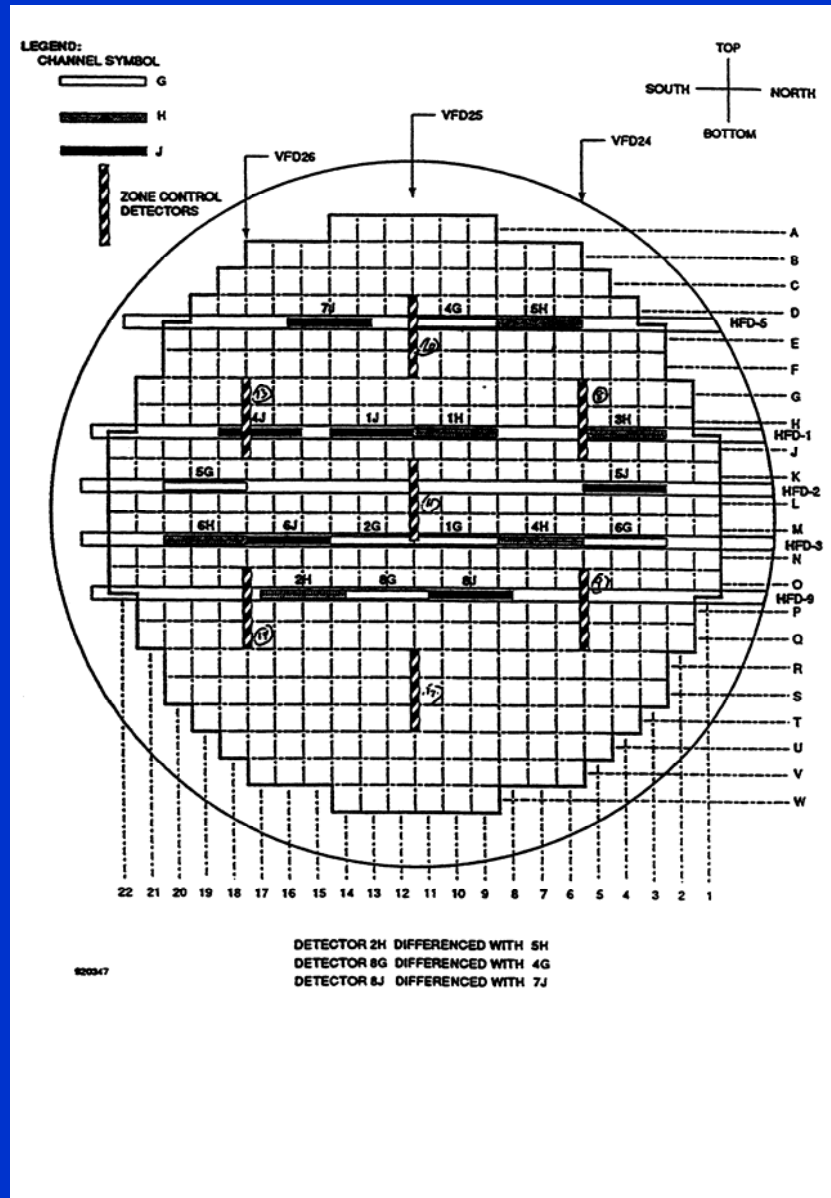 LEGEND:
CHANNEL SYMBOL
G
H
J
ZONE CONTROL
DETECTORS
TOP
SOUTH NORTH
BOTTOM
VFD25
VFD26
VFD24
A
B
C
D
7J 4G 5H
HFD-5
E
F
G
4J 1J 1H 3H
H
HFD-1
J
K
5G 5J
HFD-2
L
M
6H 6J 2G 1G 4H 6G
HFD-3
N
O
2H 8G 8J
HFD-9
P
Q
R
S
T
U
V
W
22 21 20 19 18 17 16 15 14 13 12 11 10 9 8 7 6 5 4 3 2 1
DETECTOR 2H DIFFERENCED WITH 5H
DETECTOR 8G DIFFERENCED WITH 4G
DETECTOR 8J DIFFERENCED WITH 7J
920347